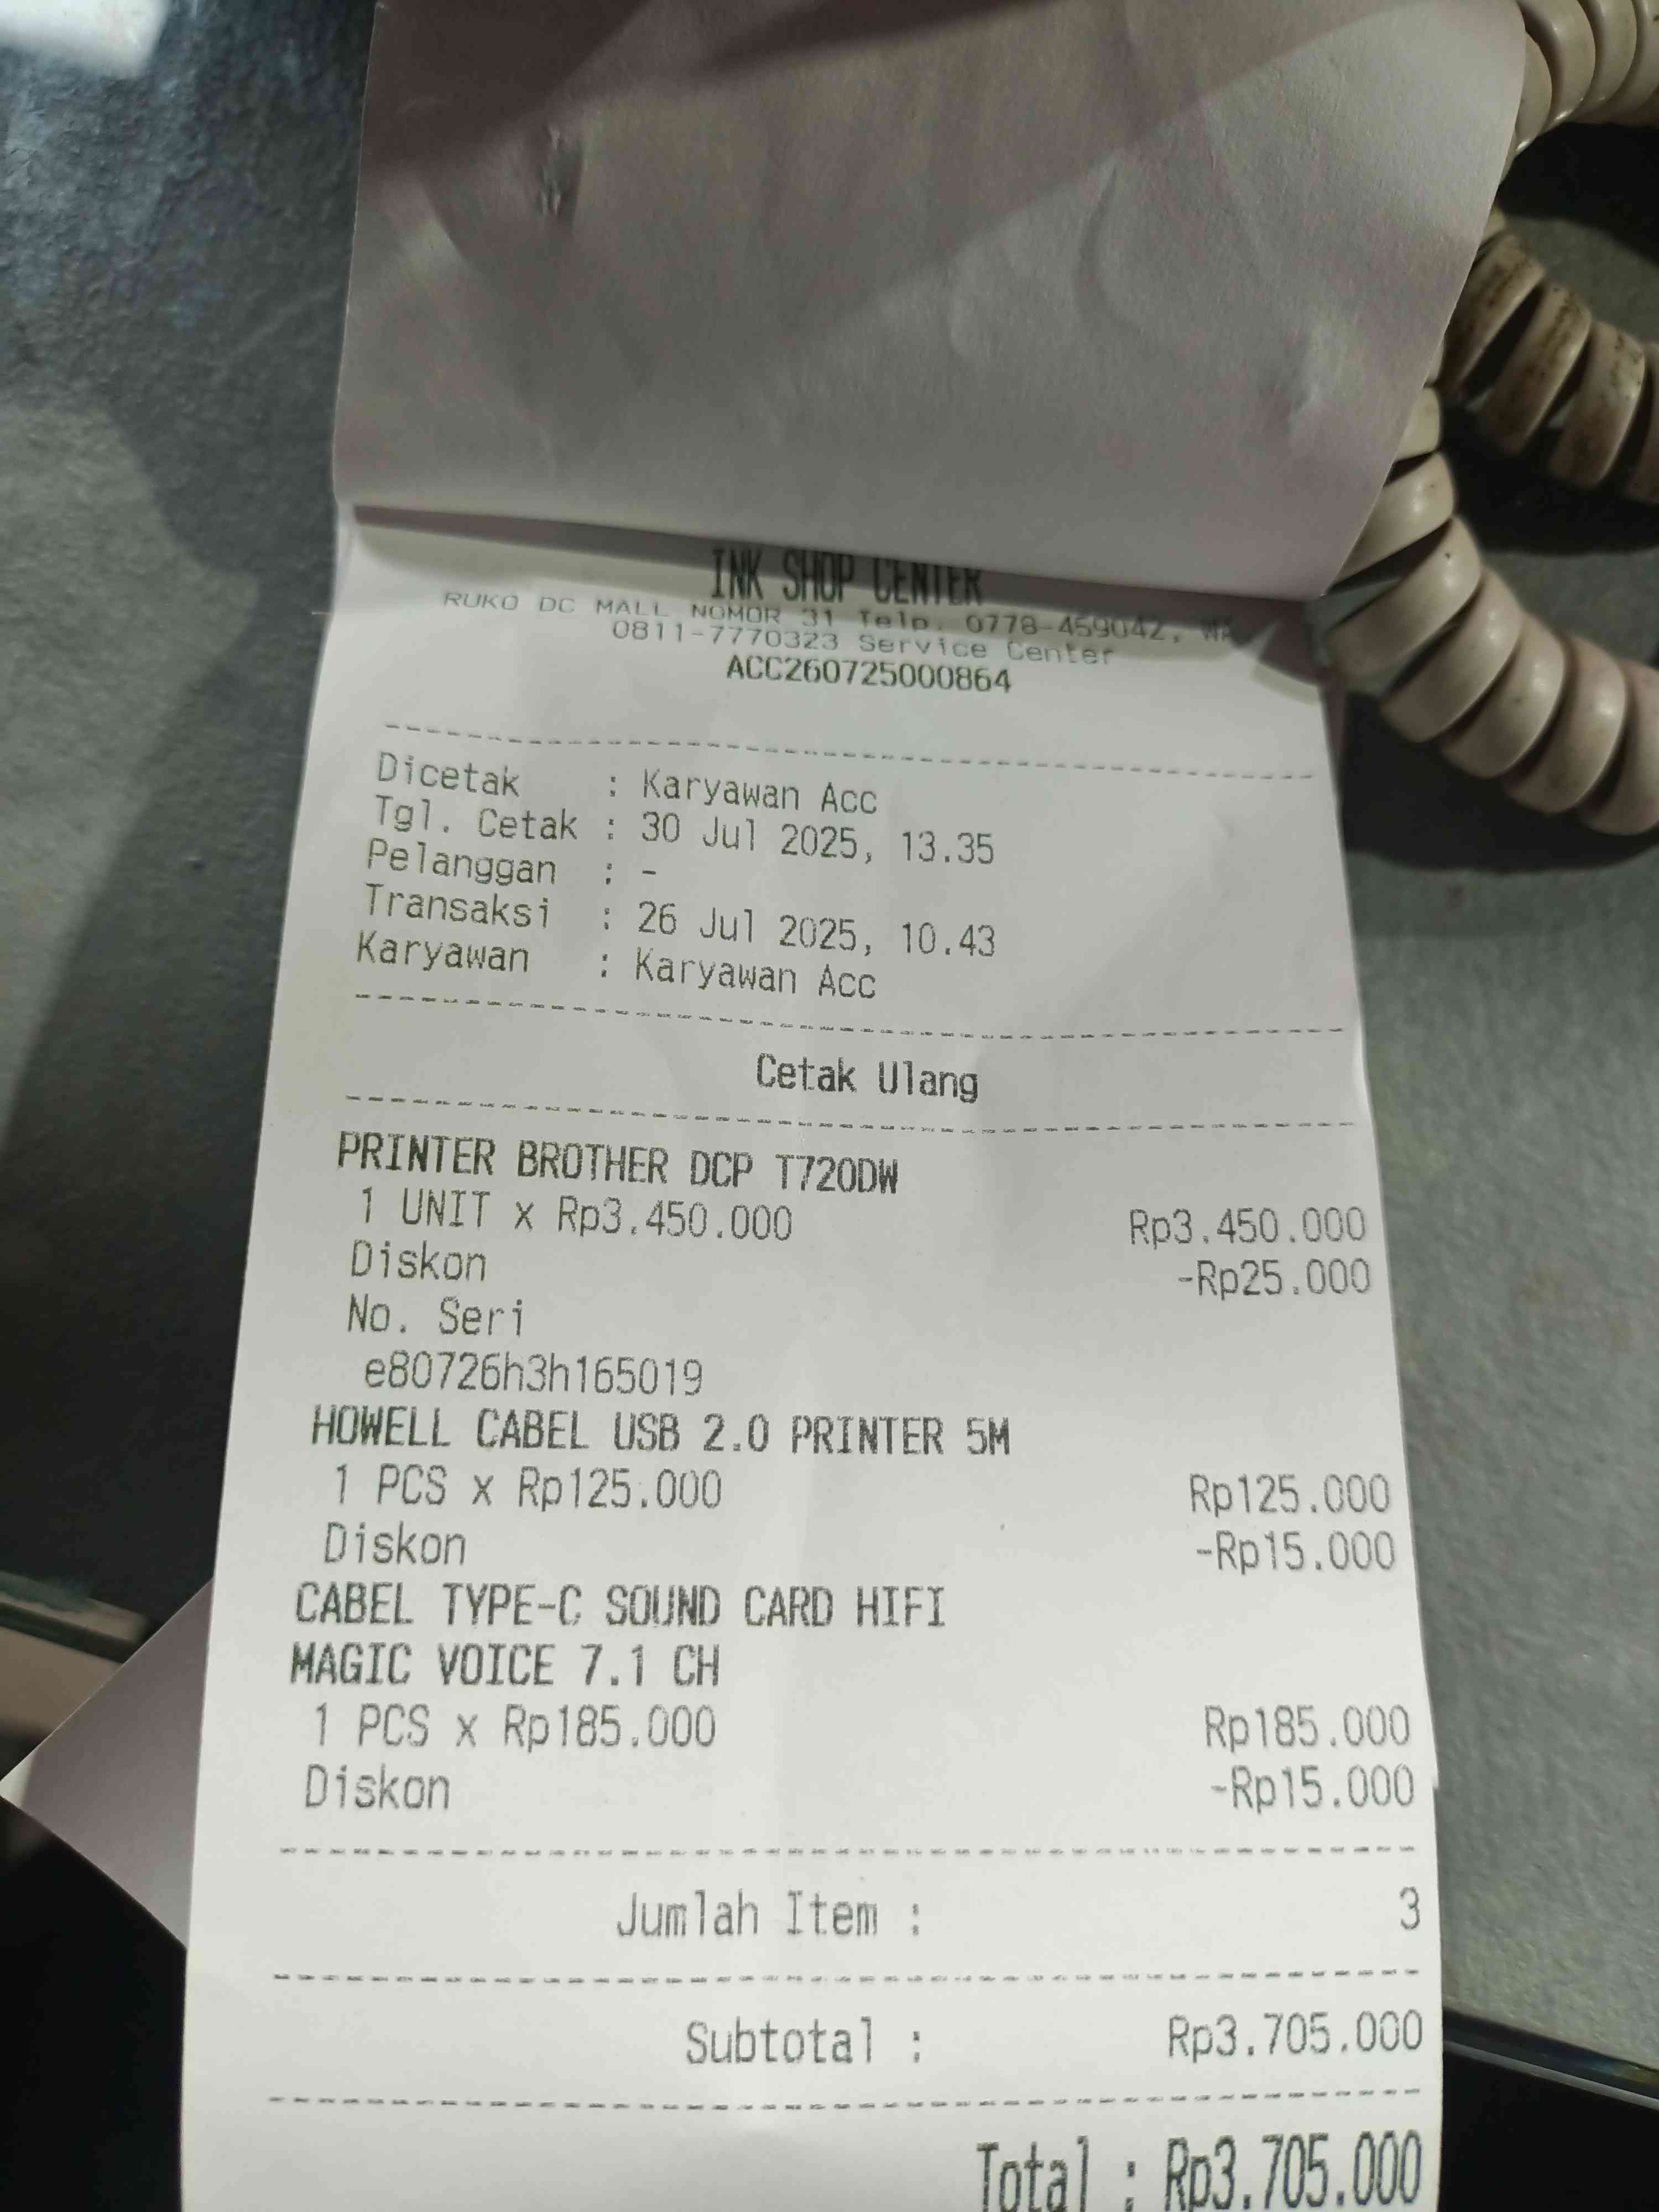 INK SHOP CENTER
RUKO DC MALL NOMOR 31 Telp. 0778-459042, WA
0811-7770323 Service Center
ACC260725000864
Dicetak : Karyawan Acc
Tgl. Cetak : 30 Jul 2025, 13.35
Pelanggan : -
Transaksi : 26 Jul 2025, 10.43
Karyawan : Karyawan Acc
Cetak Ulang
PRINTER BROTHER DCP T720DW
1 UNIT x Rp3.450.000 Rp3.450.000
Diskon -Rp25.000
No. Seri
e80726h3h165019
HOWELL CABEL USB 2.0 PRINTER 5M
1 PCS x Rp125.000 Rp125.000
Diskon -Rp15.000
CABEL TYPE-C SOUND CARD HIFI
MAGIC VOICE 7.1 CH
1 PCS x Rp185.000 Rp185.000
Diskon -Rp15.000
Jumlah Item : 3
Subtotal : Rp3.705.000
Total : Rp3.705.000